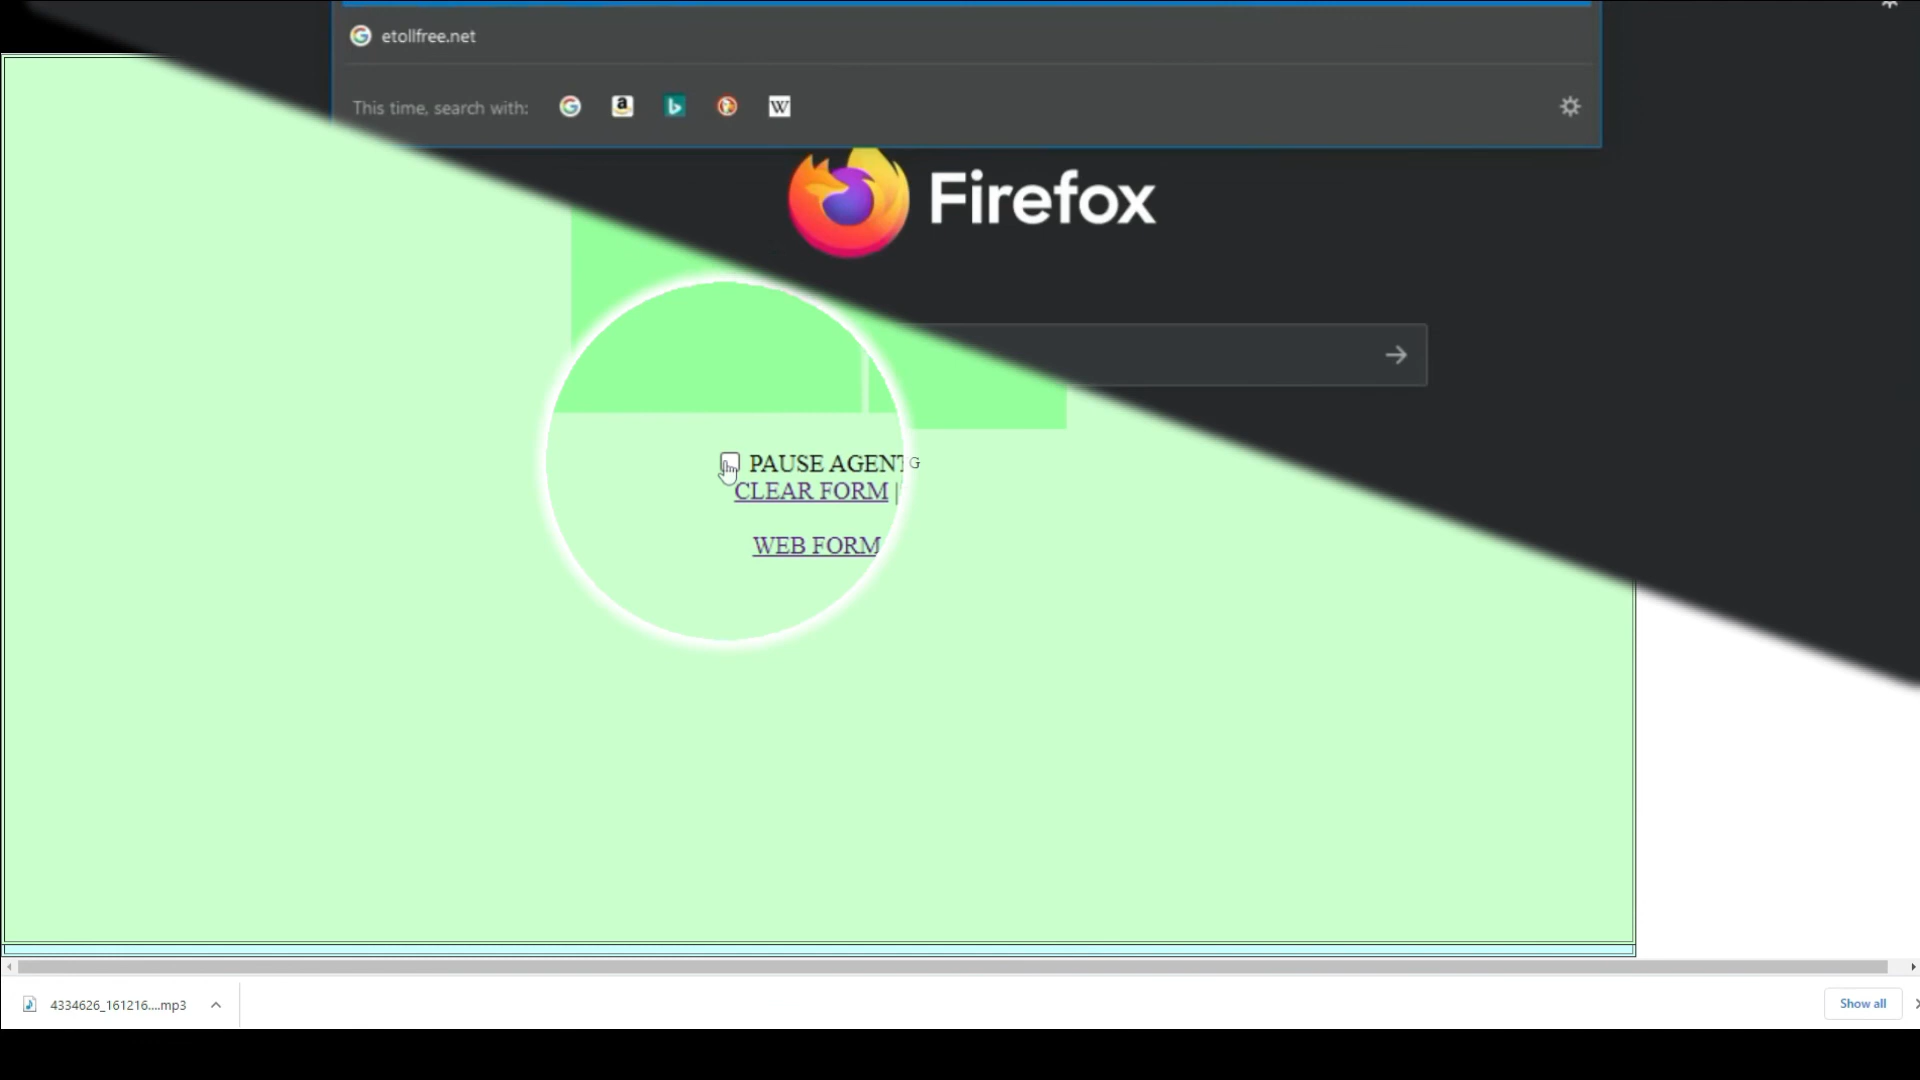 etollfree.net
This time, search with:
Firefox
PAUSE AGENT
CLEAR FORM |
WEB FORM
4334626_161216....mp3
Show all